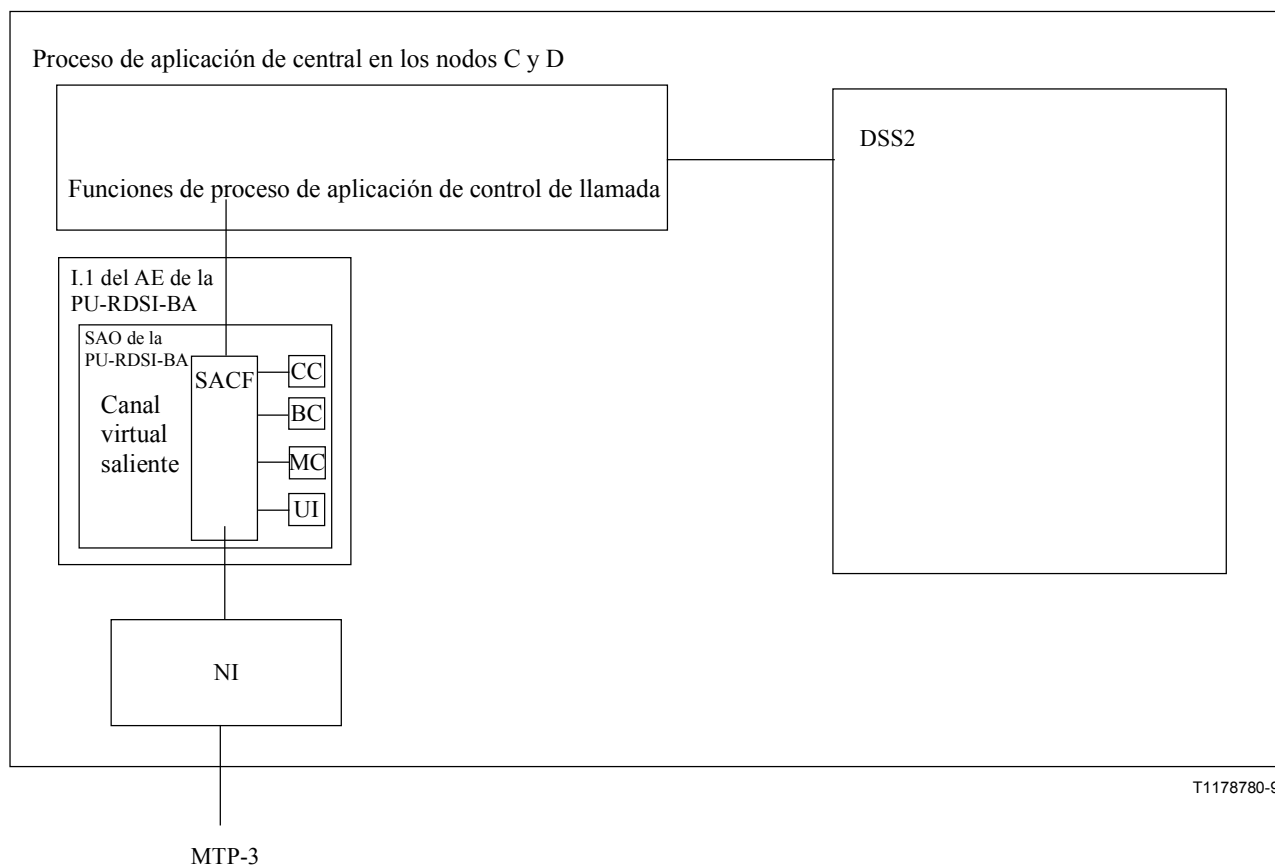 Proceso de aplicación de central en los nodos C y D
DSS2
Funciones de proceso de aplicación de control de llamada
I.1 del AE de la
PU-RDSI-BA
SAO de la
PU-RDSI-BA
SACF
CC
Canal
virtual
saliente
BC
MC
UI
NI
T1178780-9
MTP-3